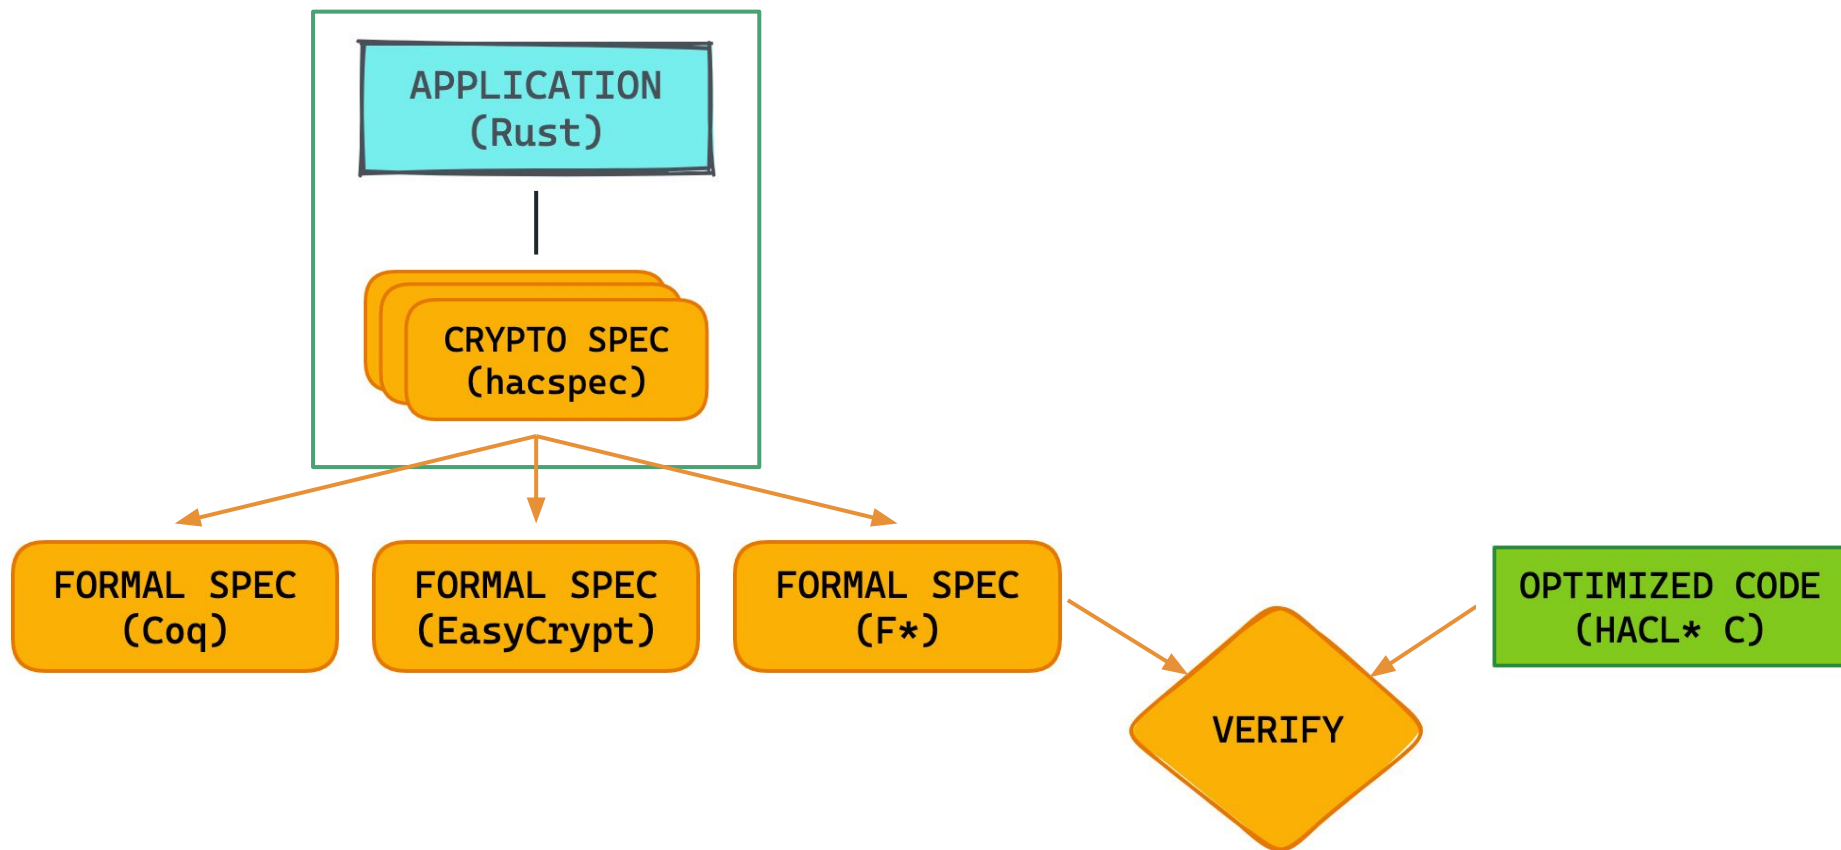 APPLICATION
(Rust)
CRYPTO SPEC
(hacspec)
FORMAL SPEC
(Coq)
FORMAL SPEC
(EasyCrypt)
FORMAL SPEC
(F*)
OPTIMIZED CODE
(HACL* C)
VERIFY